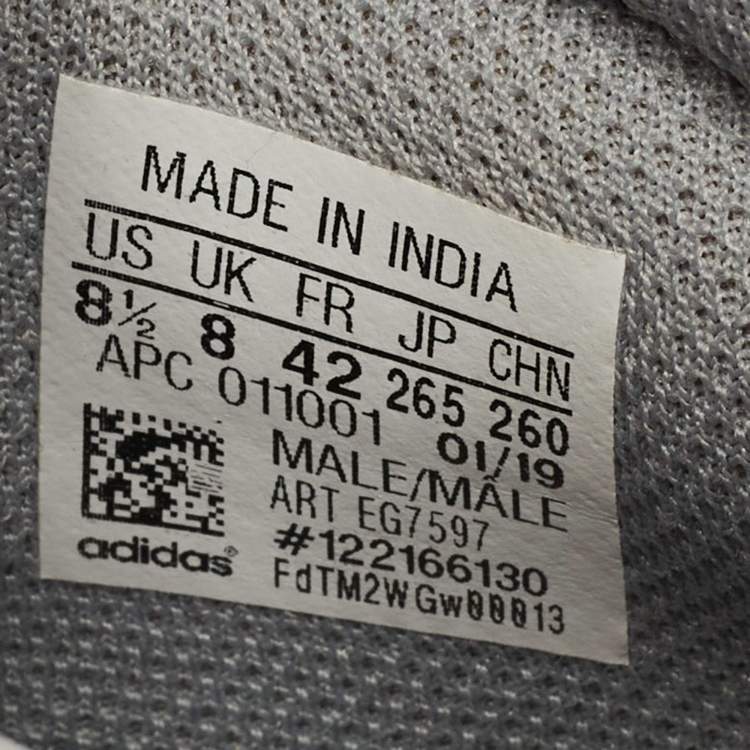 MADE IN INDIA
US UK FR JP CHN
8½ 8 42 265 260
APC 011001 01/19
MALE/MÂLE
ART EG7597
#122166130
FdTM2WGw00013
adidas®